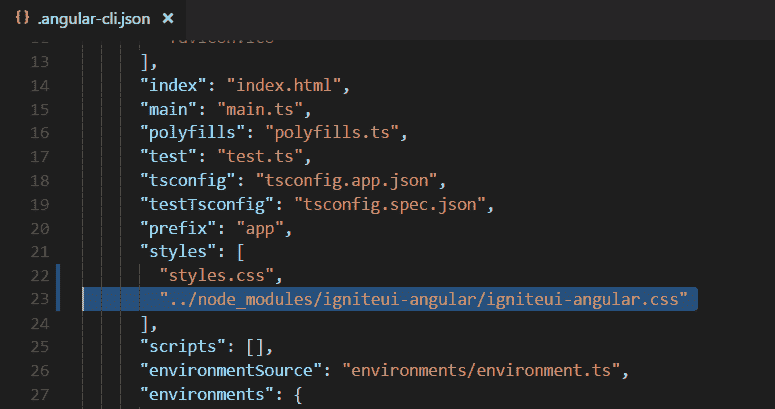 {} .angular-cli.json ×
13 ],
14 "index": "index.html",
15 "main": "main.ts",
16 "polyfills": "polyfills.ts",
17 "test": "test.ts",
18 "tsconfig": "tsconfig.app.json",
19 "testTsconfig": "tsconfig.spec.json",
20 "prefix": "app",
21 "styles": [
22 "styles.css",
23 "../node_modules/igniteui-angular/igniteui-angular.css"
24 ],
25 "scripts": [],
26 "environmentSource": "environments/environment.ts",
27 "environments": {